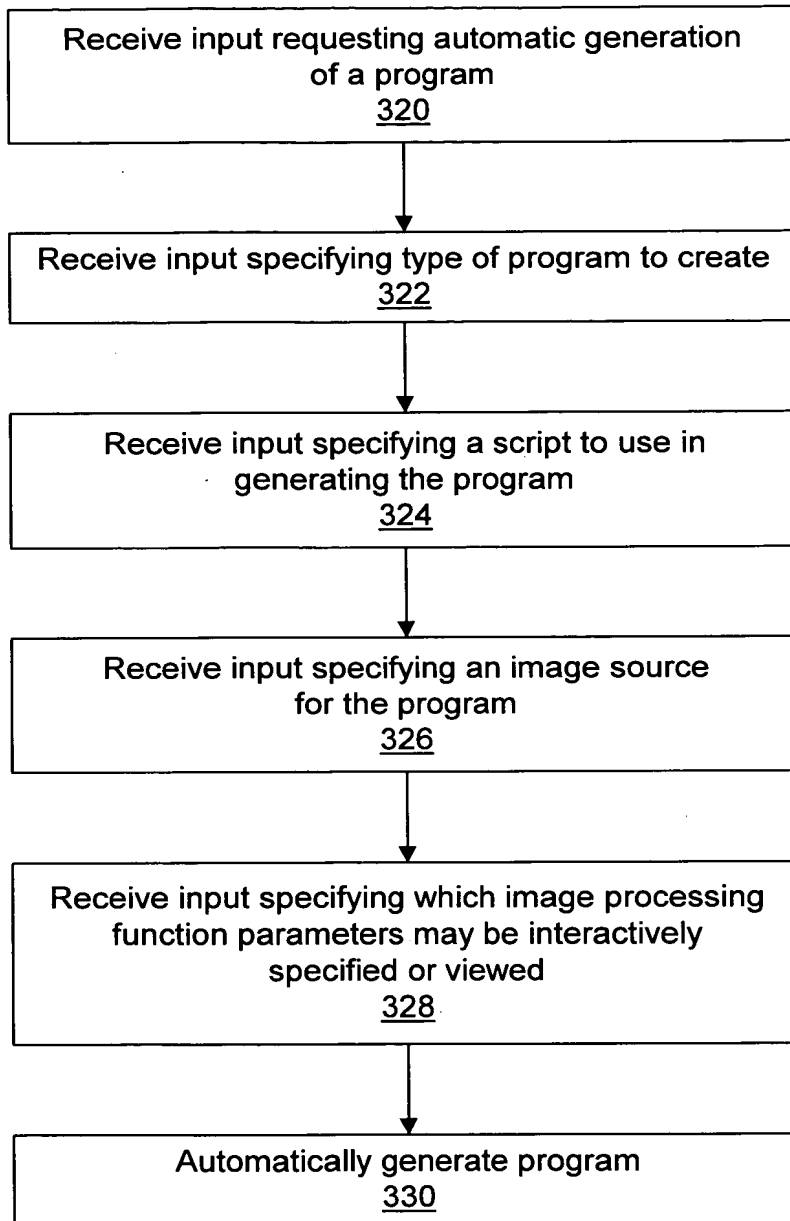 Receive input requesting automatic generation
of a program
320
Receive input specifying type of program to create
322
Receive input specifying a script to use in
generating the program
324
Receive input specifying an image source
for the program
326
Receive input specifying which image processing
function parameters may be interactively
specified or viewed
328
Automatically generate program
330